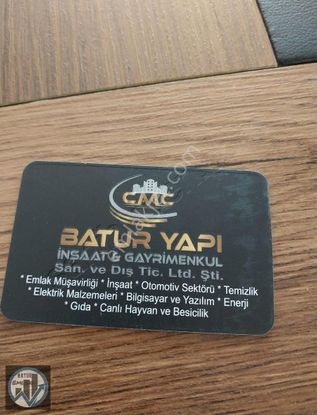 CMC
BATUR YAPI
İNŞAAT & GAYRİMENKUL
San. ve Dış Tic. Ltd. Şti.
* Emlak Müşavirliği * İnşaat * Otomotiv Sektörü * Temizlik
* Elektrik Malzemeleri * Bilgisayar ve Yazılım * Enerji
* Gıda * Canlı Hayvan ve Besicilik
BATUR